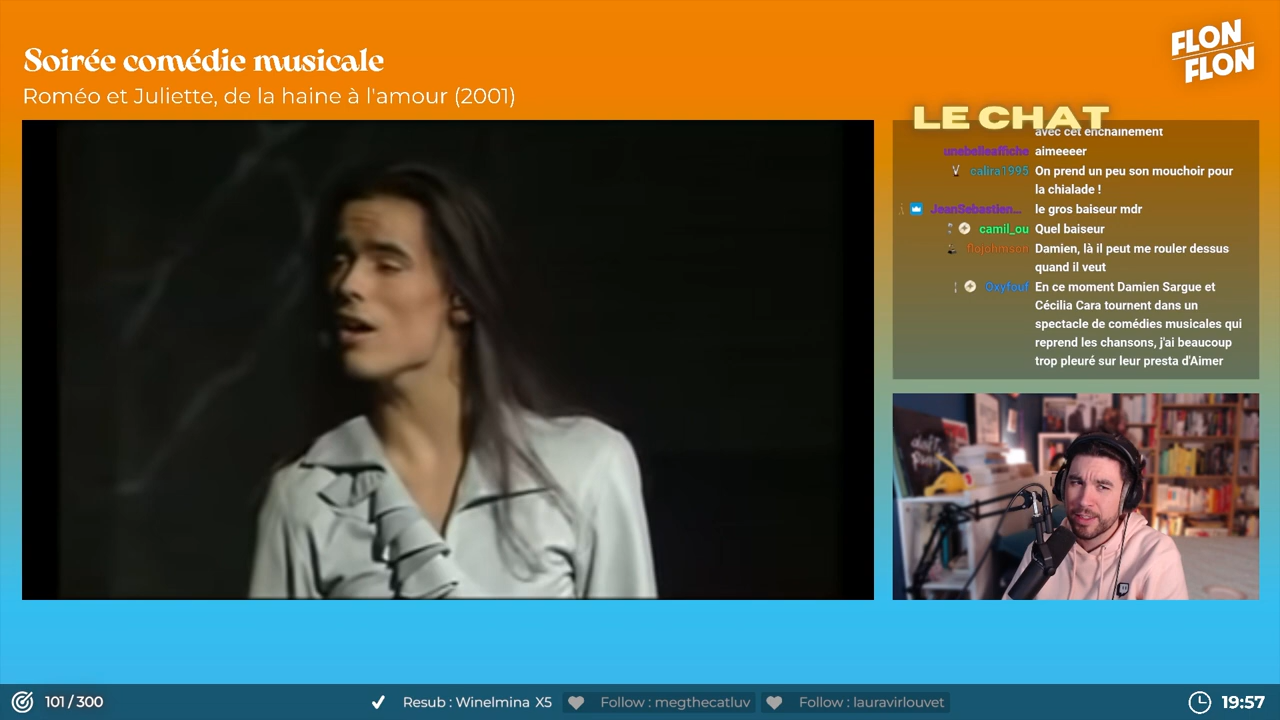 Soirée comédie musicale
Roméo et Juliette, de la haine à l'amour (2001)
FLON
FLON
LE CHAT
avec cet enchaînement
unebelleaffiche aimeeeer
calira1995 On prend un peu son mouchoir pour
la chialade !
JeanSebastien... le gros baiseur mdr
camil_ou Quel baiseur
flojohmson Damien, là il peut me rouler dessus
quand il veut
Oxyfouf En ce moment Damien Sargue et
Cécilia Cara tournent dans un
spectacle de comédies musicales qui
reprend les chansons, j'ai beaucoup
trop pleuré sur leur presta d'Aimer
101 / 300
Resub : Winelmina X5
Follow : megthecatluv
Follow : lauravirlouvet
19:57